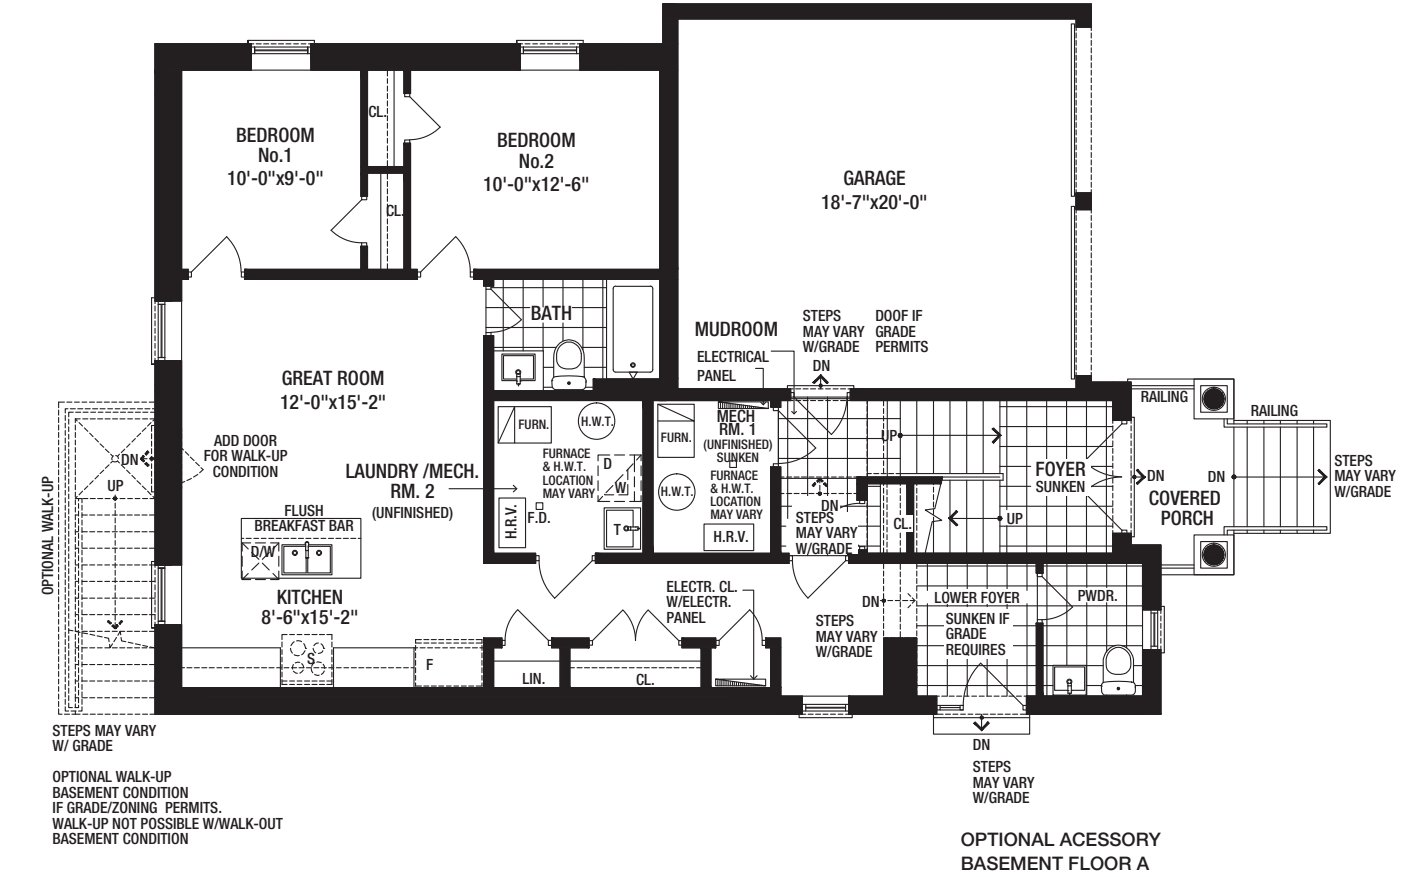 BEDROOM
No.1
10'-0"x9'-0"
CL.
CL.
BEDROOM
No.2
10'-0"x12'-6"
GARAGE
18'-7"x20'-0"
BATH
MUDROOM
ELECTRICAL
PANEL
STEPS
MAY VARY
W/GRADE
DOOF IF
GRADE
PERMITS
DN
GREAT ROOM
12'-0"x15'-2"
ADD DOOR
FOR WALK-UP
CONDITION
DN
UP
OPTIONAL WALK-UP
LAUNDRY /MECH.
RM. 2
(UNFINISHED)
FURN.
H.W.T.
FURNACE
& H.W.T.
LOCATION
MAY VARY
D
W
H.R.V.
F.D.
T
MECH
RM. 1
(UNFINISHED)
SUNKEN
FURN.
FURNACE
& H.W.T.
LOCATION
MAY VARY
H.W.T.
H.R.V.
UP
DN
STEPS
MAY VARY
W/GRADE
CL.
UP
FOYER
SUNKEN
RAILING
RAILING
DN
COVERED
PORCH
DN
STEPS
MAY VARY
W/GRADE
FLUSH
BREAKFAST BAR
D/W
KITCHEN
8'-6"x15'-2"
S
F
LIN.
CL.
ELECTR. CL.
W/ELECTR.
PANEL
STEPS
MAY VARY
W/GRADE
DN
LOWER FOYER
SUNKEN IF
GRADE
REQUIRES
PWDR.
DN
STEPS
MAY VARY
W/GRADE
STEPS MAY VARY
W/ GRADE
OPTIONAL WALK-UP
BASEMENT CONDITION
IF GRADE/ZONING PERMITS.
WALK-UP NOT POSSIBLE W/WALK-OUT
BASEMENT CONDITION
OPTIONAL ACESSORY
BASEMENT FLOOR A